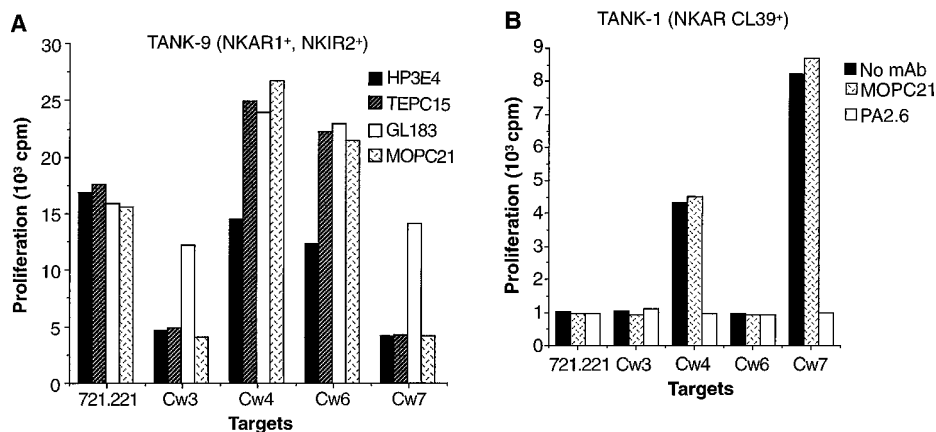 A
TANK-9 (NKAR1+, NKIR2+)
HP3E4
TEPC15
GL183
MOPC21
Proliferation (10³ cpm)
30
25
20
15
10
5
0
721.221 Cw3 Cw4 Cw6 Cw7
Targets
B
TANK-1 (NKAR CL39+)
No mAb
MOPC21
PA2.6
Proliferation (10³ cpm)
9
8
7
6
5
4
3
2
1
0
721.221 Cw3 Cw4 Cw6 Cw7
Targets